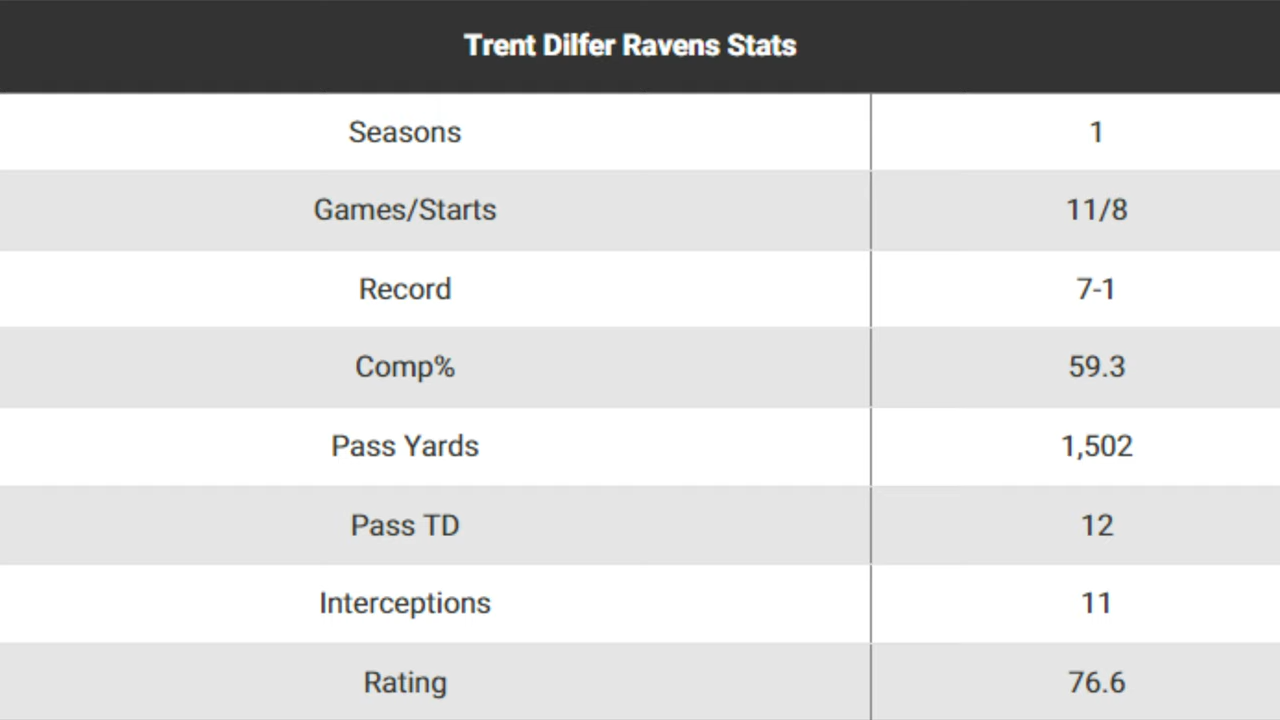 Trent Dilfer Ravens Stats
Seasons 1
Games/Starts 11/8
Record 7-1
Comp% 59.3
Pass Yards 1,502
Pass TD 12
Interceptions 11
Rating 76.6